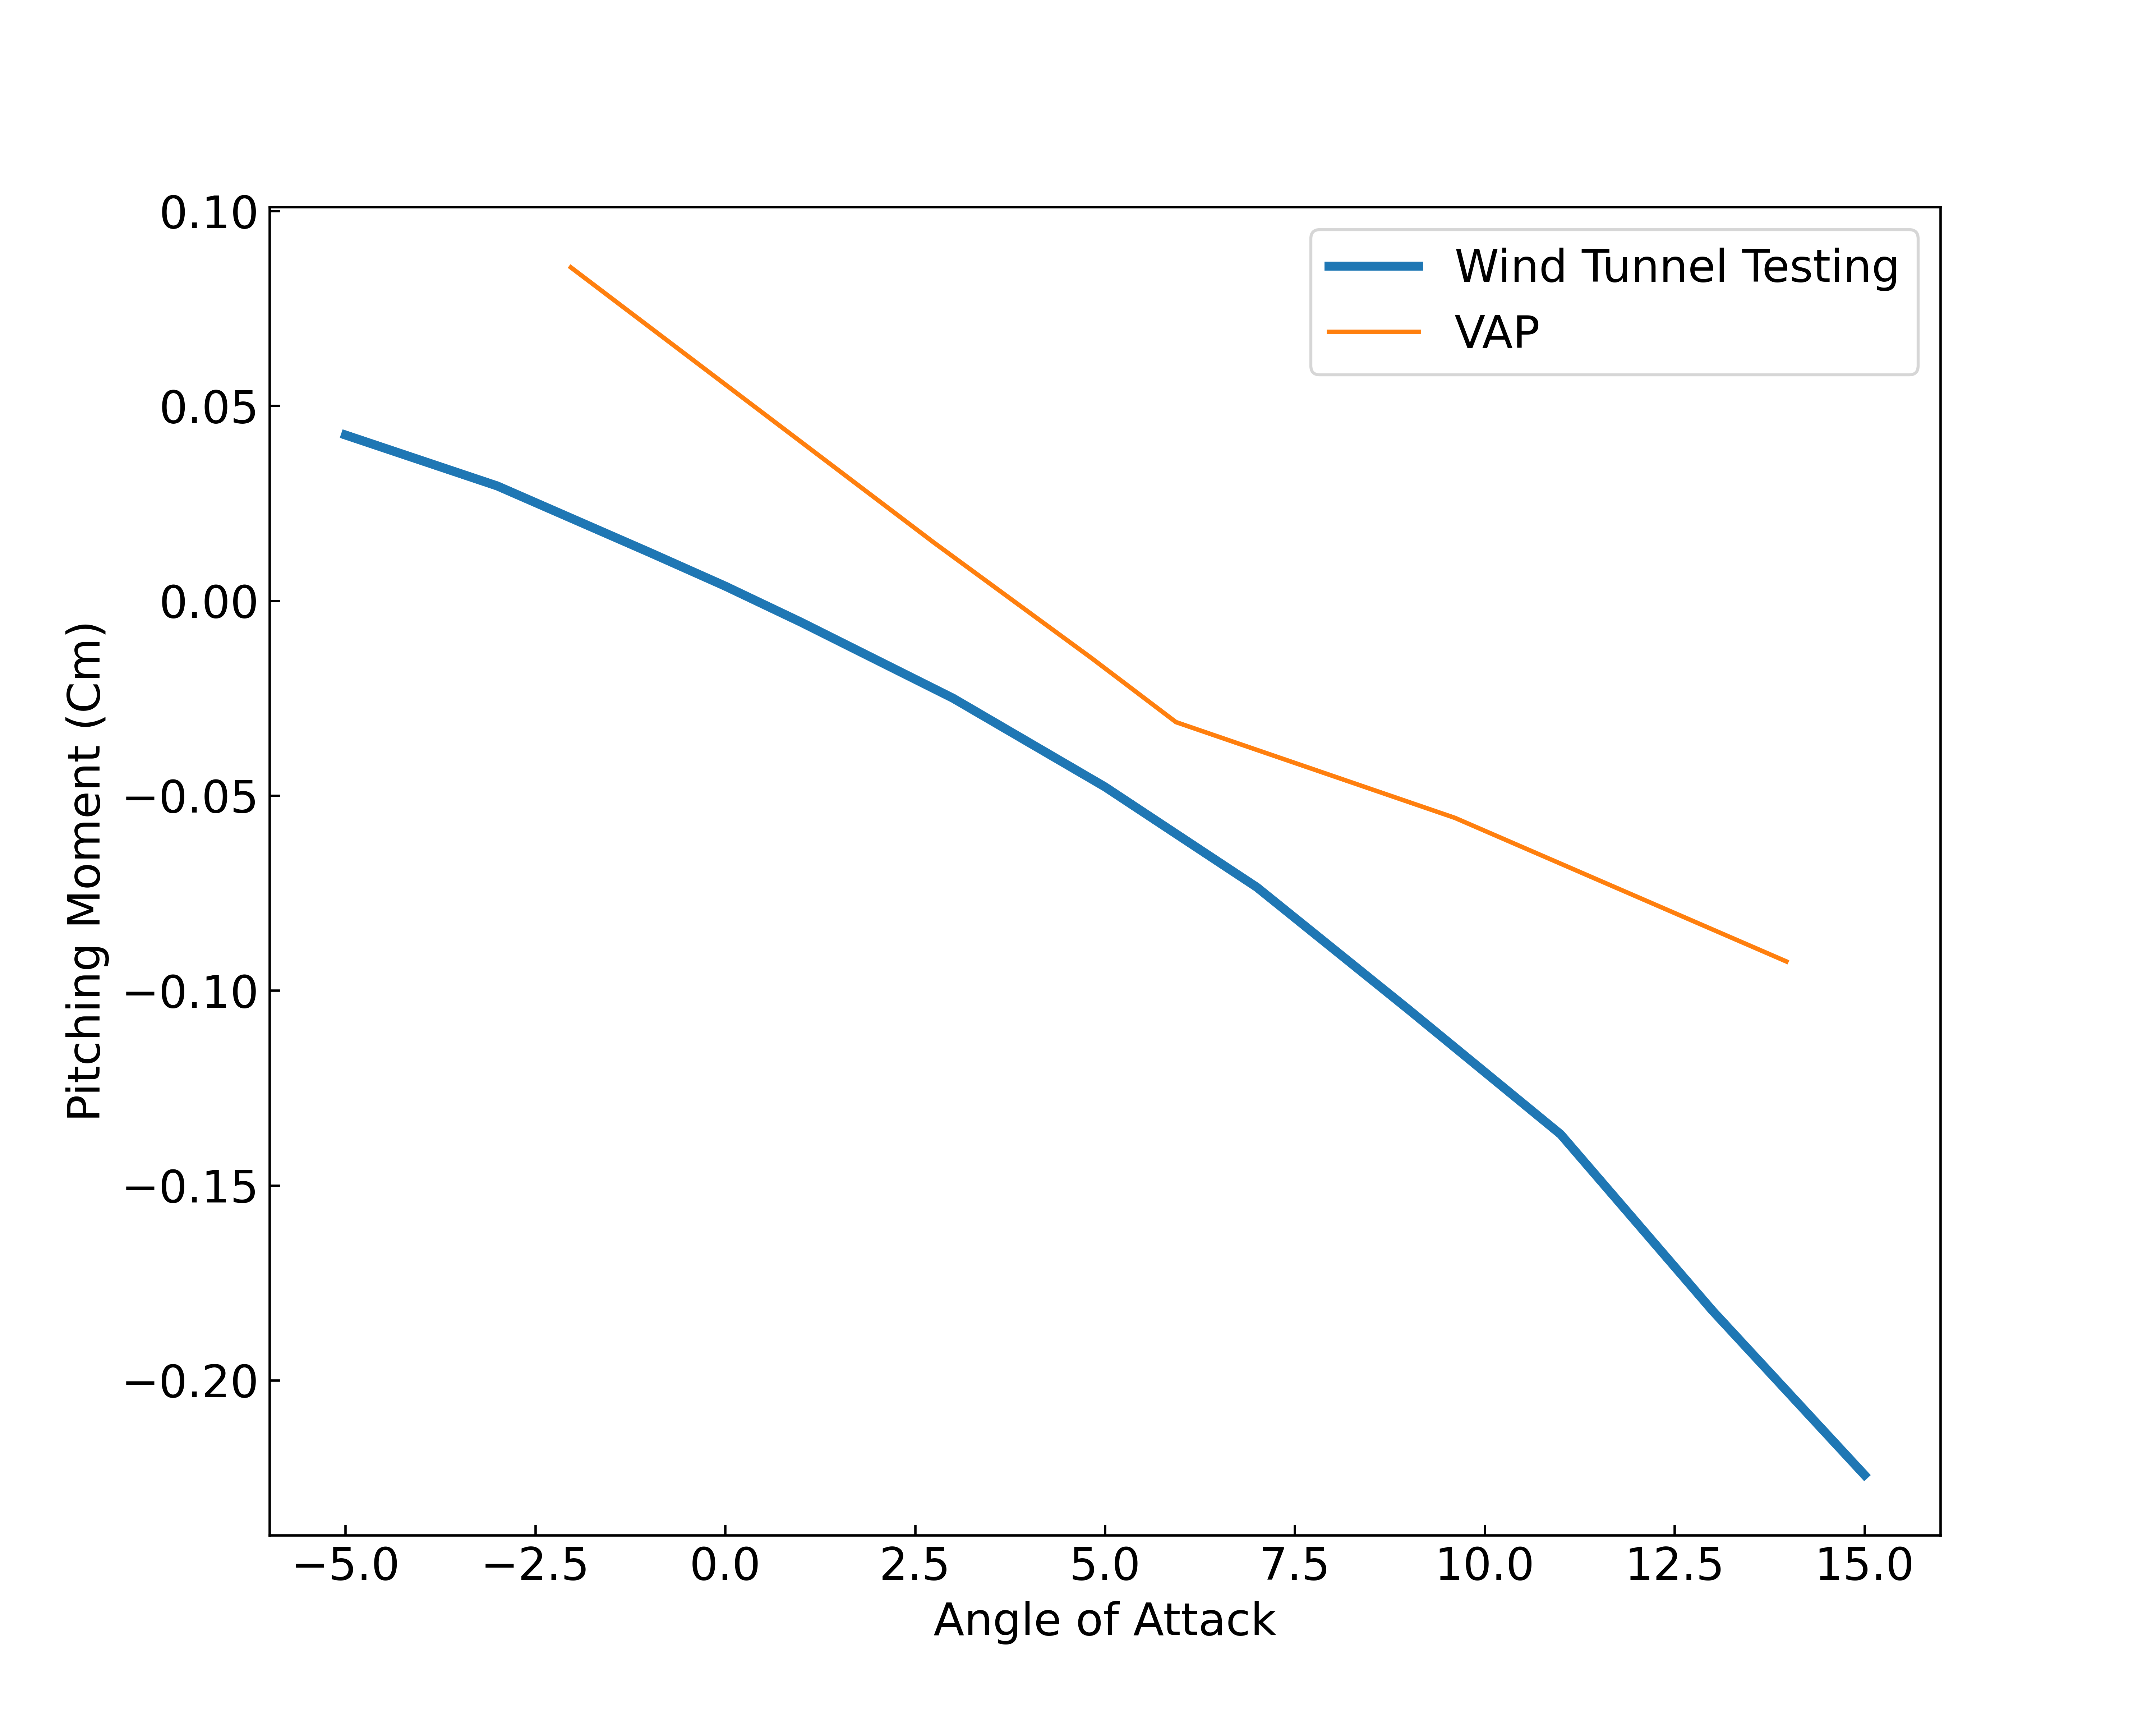 Wind Tunnel Testing
VAP
0.10
0.05
0.00
−0.05
−0.10
−0.15
−0.20
Pitching Moment (Cm)
−5.0 −2.5 0.0 2.5 5.0 7.5 10.0 12.5 15.0
Angle of Attack